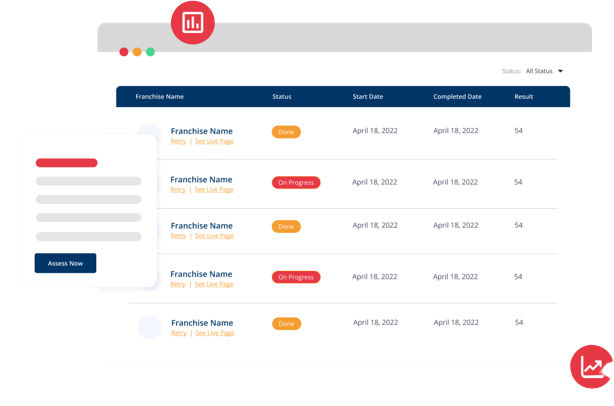 Status: All Status
Franchise Name Status Start Date Completed Date Result
Franchise Name Done April 18, 2022 April 18, 2022 54
Retry | See Live Page
Franchise Name On Progress April 18, 2022 April 18, 2022 54
Retry | See Live Page
Franchise Name Done April 18, 2022 April 18, 2022 54
Retry | See Live Page
Assess Now
Franchise Name On Progress April 18, 2022 April 18, 2022 54
Retry | See Live Page
Franchise Name Done April 18, 2022 April 18, 2022 54
Retry | See Live Page